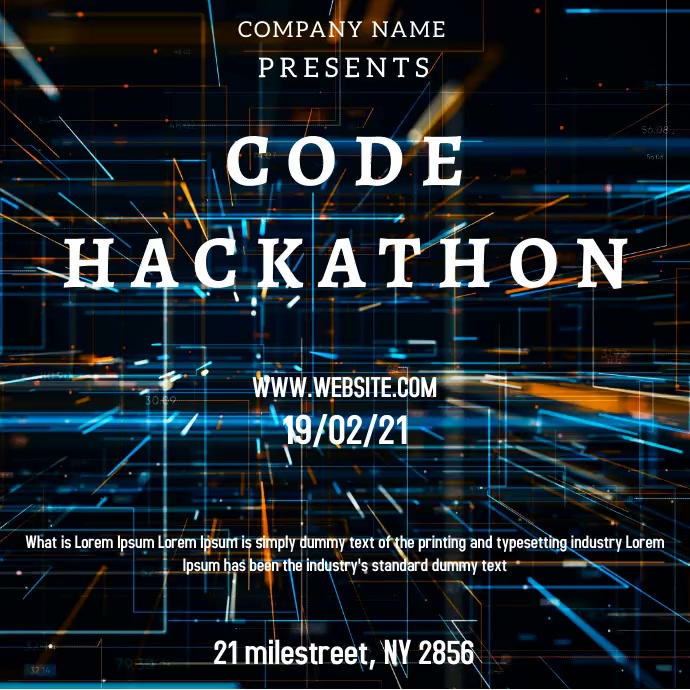 COMPANY NAME
PRESENTS
CODE
HACKATHON
WWW.WEBSITE.COM
19/02/21
What is Lorem Ipsum Lorem Ipsum is simply dummy text of the printing and typesetting industry Lorem
Ipsum has been the industry's standard dummy text
21 milestreet, NY 2856